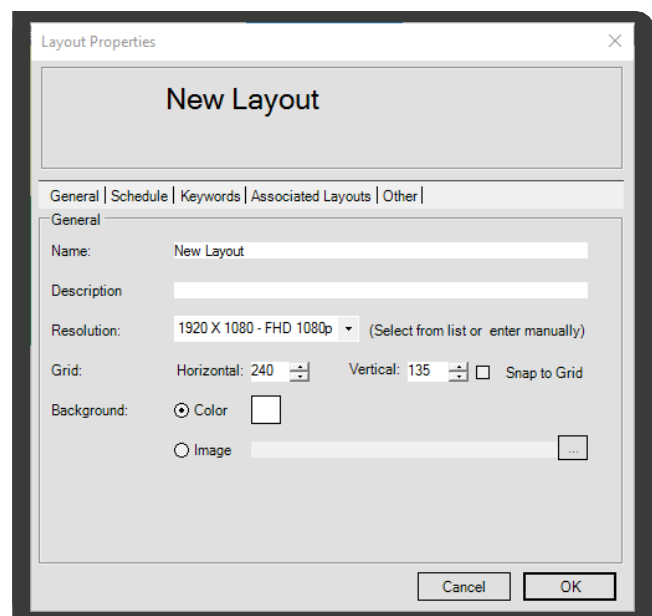 Layout Properties
New Layout
General | Schedule | Keywords | Associated Layouts | Other |
General
Name: New Layout
Description
Resolution: 1920 X 1080 - FHD 1080p (Select from list or enter manually)
Grid: Horizontal: 240 Vertical: 135 Snap to Grid
Background: Color
Image ...
Cancel OK